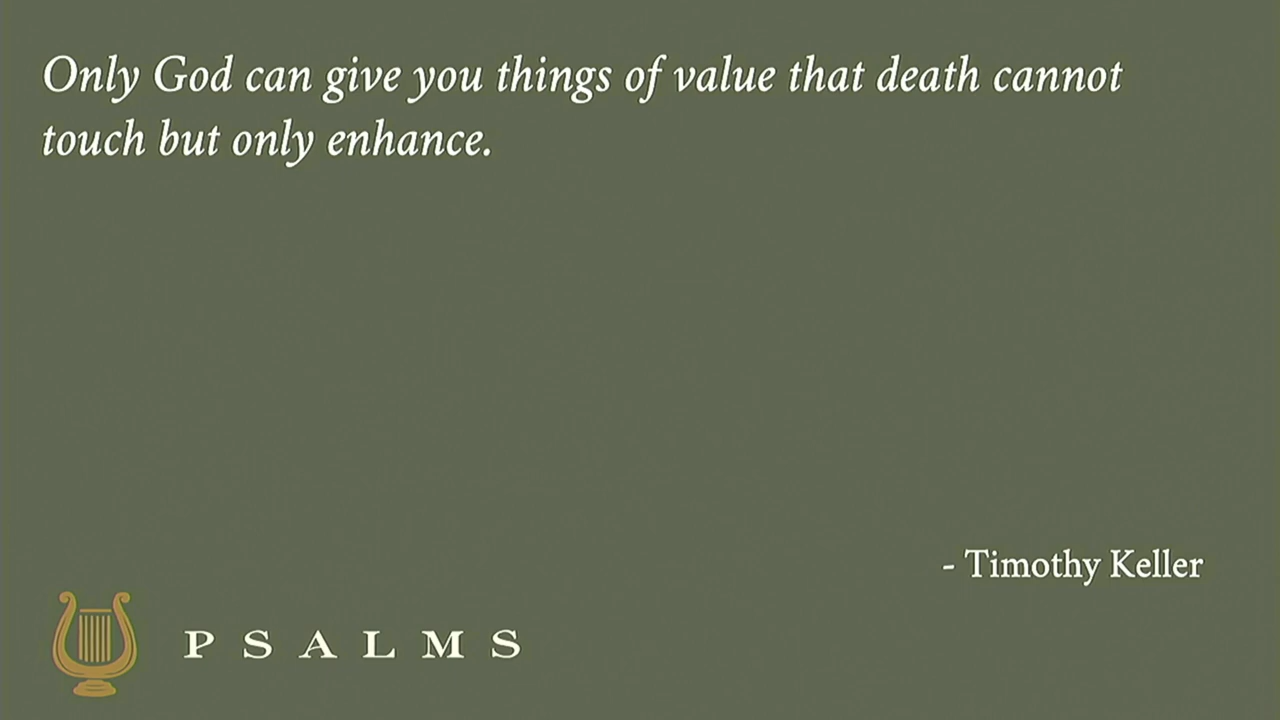 Only God can give you things of value that death cannot
touch but only enhance.
- Timothy Keller
PSALMS